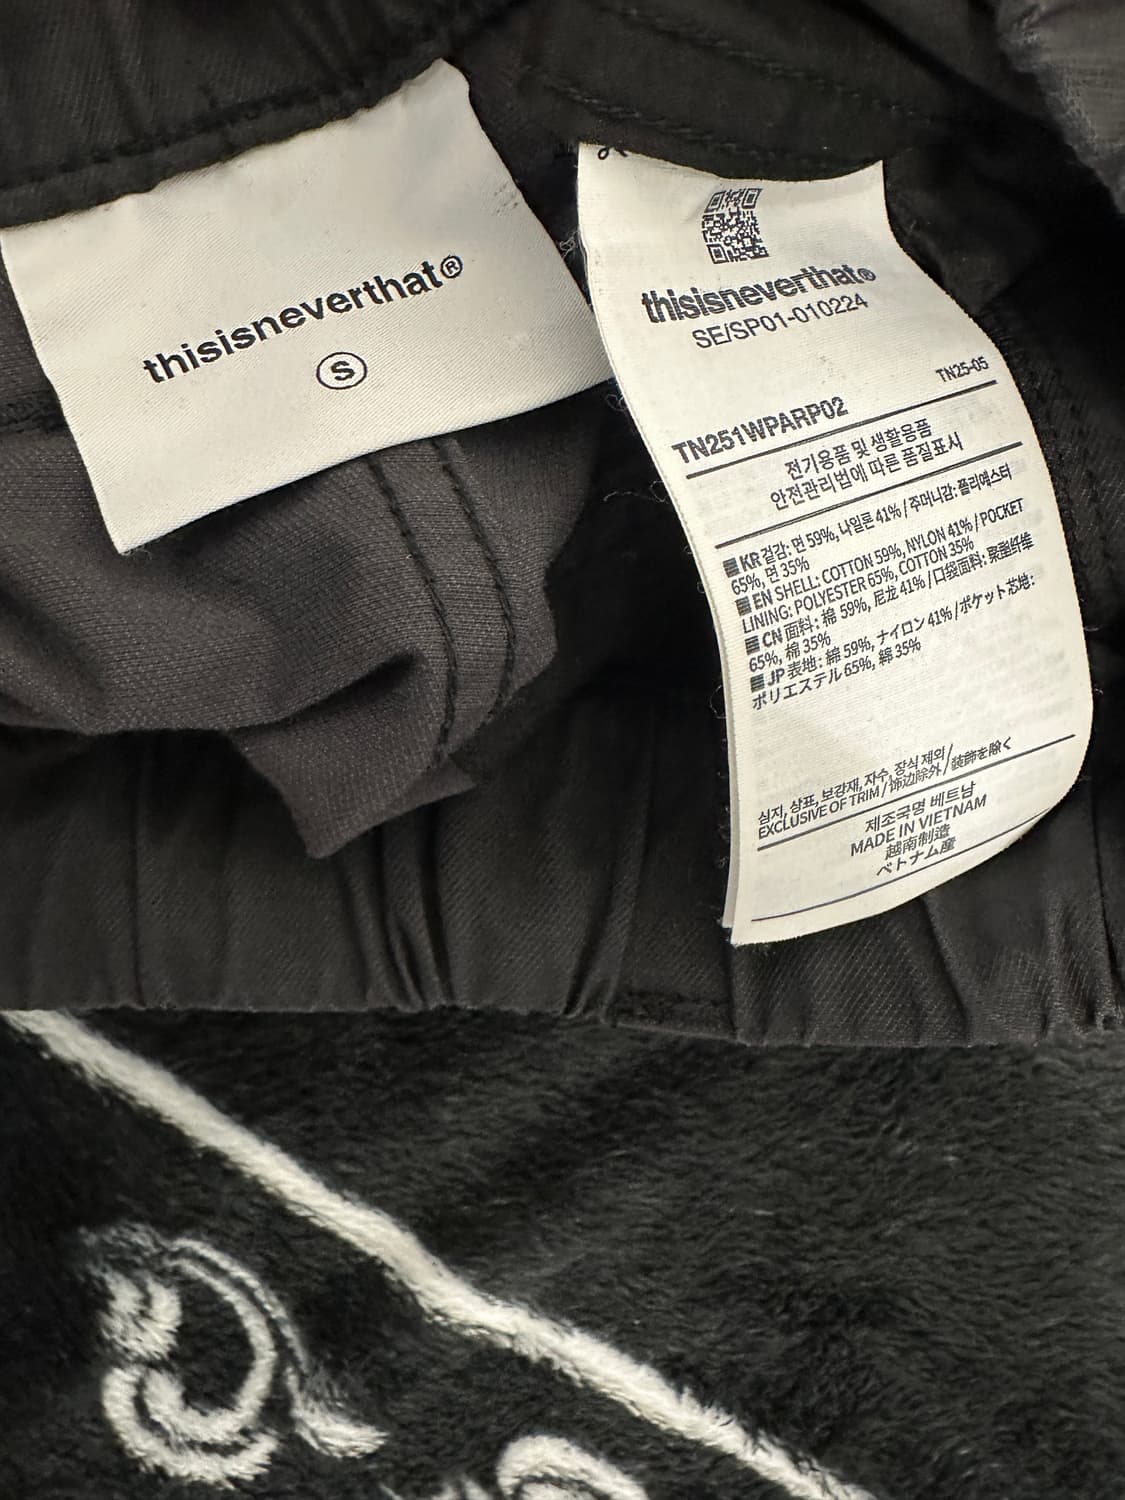 thisisneverthat®
S
thisisneverthat®
SE/SP01-010224
TN25-05
TN251WPARP02
전기용품 및 생활용품
안전관리법에 따른 품질표시
KR 겉감: 면 59%, 나일론 41% / 주머니감: 폴리에스터
65%, 면 35%
EN SHELL: COTTON 59%, NYLON 41% / POCKET
LINING: POLYESTER 65%, COTTON 35%
CN 面料: 棉 59%, 尼龙 41% / 口袋面料: 聚酯纤维
65%, 棉 35%
JP 表地: 綿 59%, ナイロン 41% / ポケット芯地:
ポリエステル 65%, 綿 35%
심지, 상표, 보강재, 자수, 장식 제외
EXCLUSIVE OF TRIM / 饰边除外 / 装飾を除く
제조국명 베트남
MADE IN VIETNAM
越南制造
ベトナム産